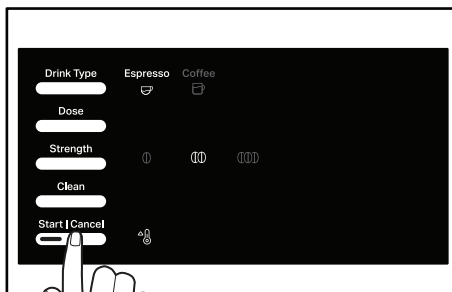 Drink Type Espresso Coffee
Dose
Strength
Clean
Start | Cancel